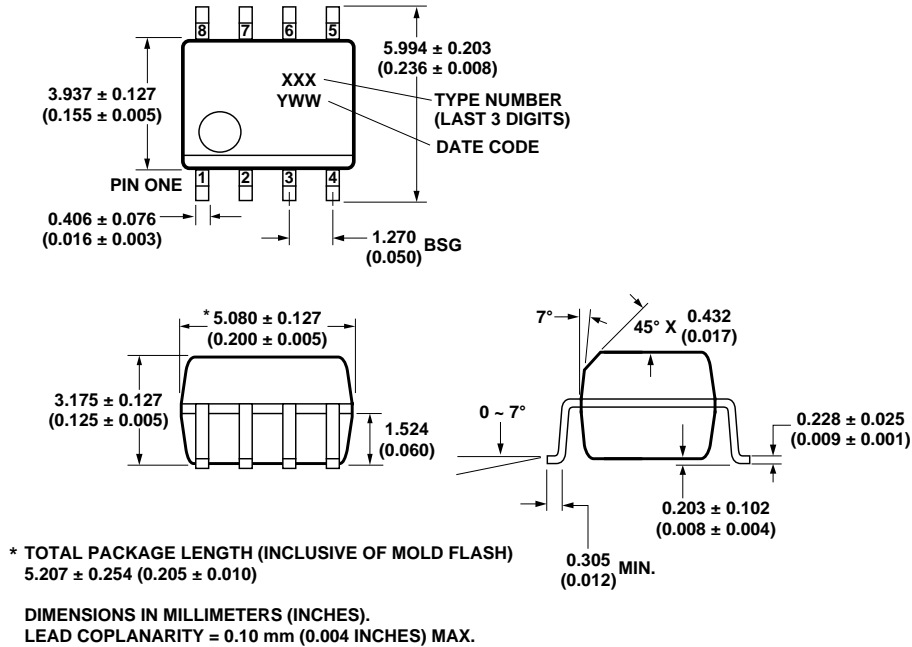 8 7 6 5
5.994 ± 0.203
(0.236 ± 0.008)
3.937 ± 0.127
(0.155 ± 0.005)
XXX
YWW
TYPE NUMBER
(LAST 3 DIGITS)
DATE CODE
PIN ONE
1 2 3 4
0.406 ± 0.076
(0.016 ± 0.003)
1.270
(0.050) BSG
* 5.080 ± 0.127
(0.200 ± 0.005)
3.175 ± 0.127
(0.125 ± 0.005)
1.524
(0.060)
7°
45° X 0.432
(0.017)
0 ~ 7°
0.228 ± 0.025
(0.009 ± 0.001)
0.203 ± 0.102
(0.008 ± 0.004)
0.305
(0.012) MIN.
* TOTAL PACKAGE LENGTH (INCLUSIVE OF MOLD FLASH)
5.207 ± 0.254 (0.205 ± 0.010)
DIMENSIONS IN MILLIMETERS (INCHES).
LEAD COPLANARITY = 0.10 mm (0.004 INCHES) MAX.